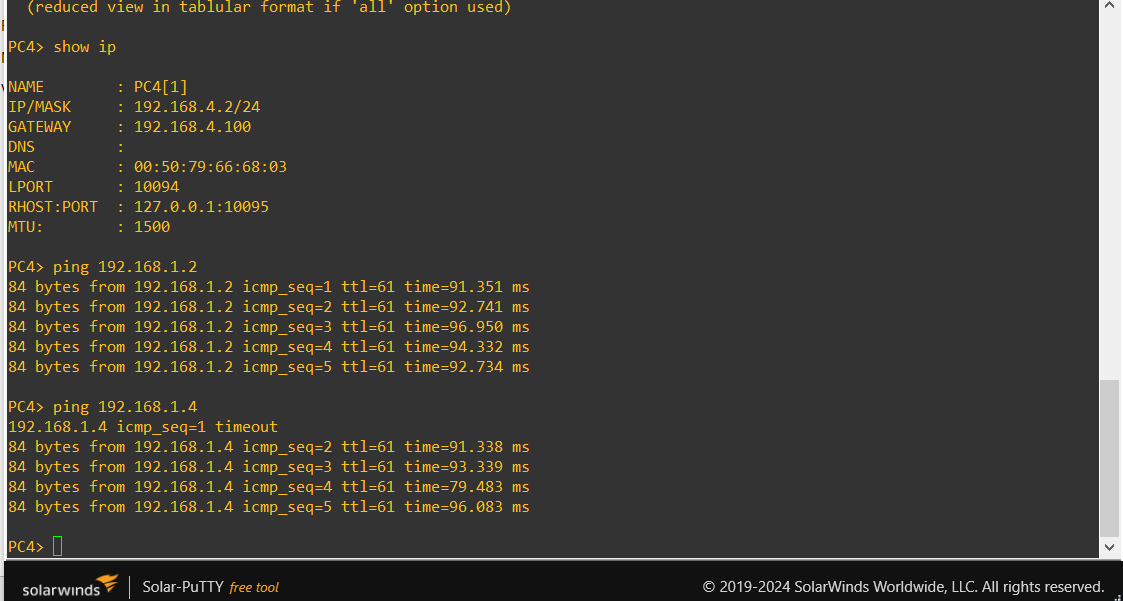 (reduced view in tablular format if 'all' option used)
PC4> show ip
NAME : PC4[1]
IP/MASK : 192.168.4.2/24
GATEWAY : 192.168.4.100
DNS :
MAC : 00:50:79:66:68:03
LPORT : 10094
RHOST:PORT : 127.0.0.1:10095
MTU: : 1500
PC4> ping 192.168.1.2
84 bytes from 192.168.1.2 icmp_seq=1 ttl=61 time=91.351 ms
84 bytes from 192.168.1.2 icmp_seq=2 ttl=61 time=92.741 ms
84 bytes from 192.168.1.2 icmp_seq=3 ttl=61 time=96.950 ms
84 bytes from 192.168.1.2 icmp_seq=4 ttl=61 time=94.332 ms
84 bytes from 192.168.1.2 icmp_seq=5 ttl=61 time=92.734 ms
PC4> ping 192.168.1.4
192.168.1.4 icmp_seq=1 timeout
84 bytes from 192.168.1.4 icmp_seq=2 ttl=61 time=91.338 ms
84 bytes from 192.168.1.4 icmp_seq=3 ttl=61 time=93.339 ms
84 bytes from 192.168.1.4 icmp_seq=4 ttl=61 time=79.483 ms
84 bytes from 192.168.1.4 icmp_seq=5 ttl=61 time=96.083 ms
PC4>
solarwinds Solar-PuTTY free tool © 2019-2024 SolarWinds Worldwide, LLC. All rights reserved.